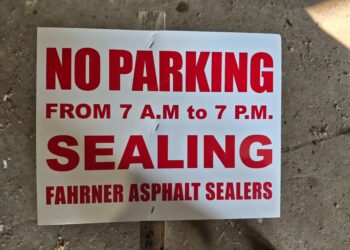 NO PARKING
FROM 7 A.M to 7 P.M.
SEALING
FAHRNER ASPHALT SEALERS